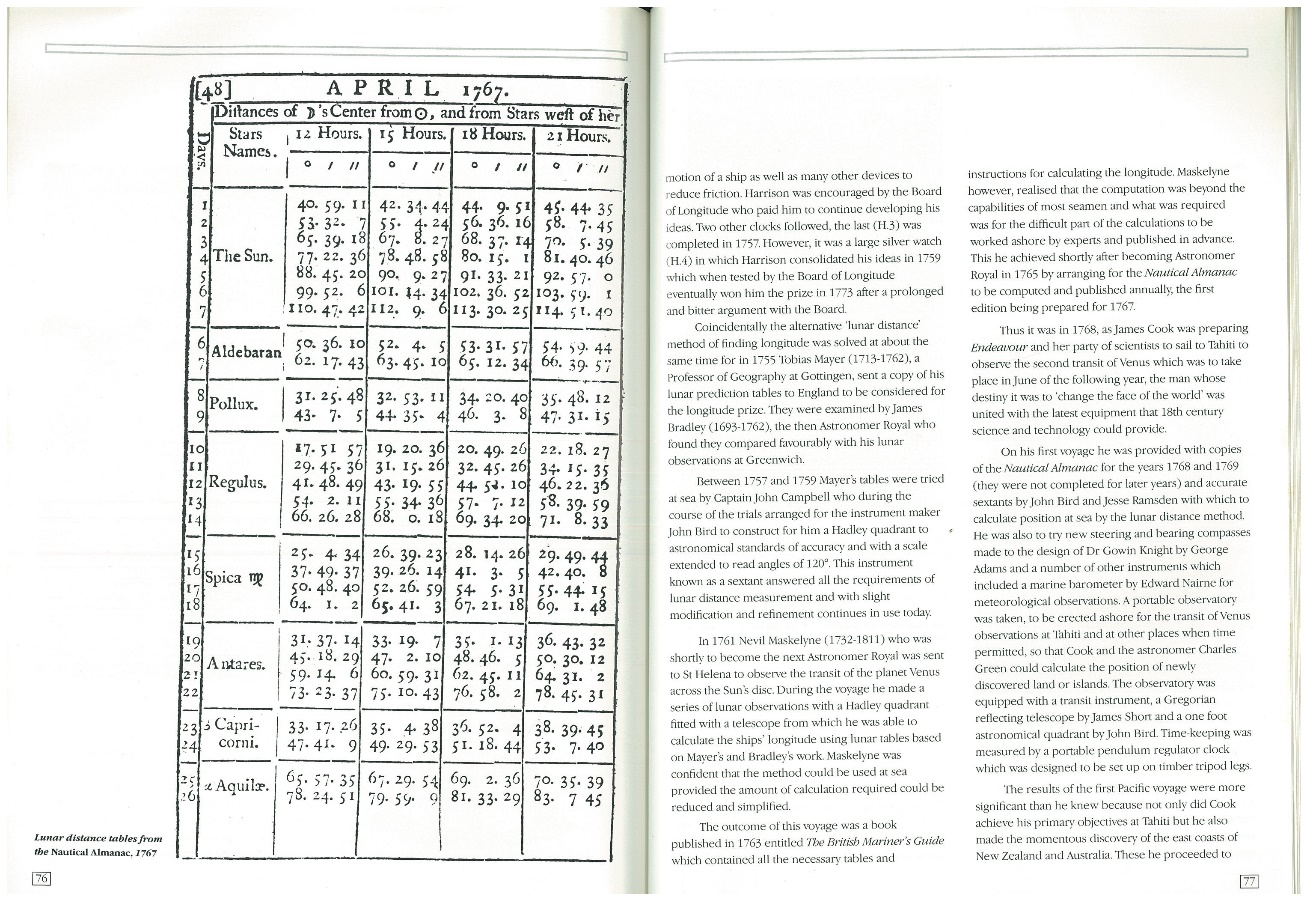 [48] APRIL 1767.
Diſtances of ☽'s Center from ☉, and from Stars weſt of her
Days. Stars Names. 12 Hours. 15 Hours. 18 Hours. 21 Hours.
° ′ ″ ° ′ ″ ° ′ ″ ° ′ ″
1 The Sun. 40. 59. 11 42. 34. 44 44. 9. 51 45. 44. 35
2 53. 32. 7 55. 4. 24 56. 36. 16 58. 7. 45
3 65. 39. 18 67. 8. 27 68. 37. 14 70. 5. 39
4 77. 22. 36 78. 48. 58 80. 15. 1 81. 40. 46
5 88. 45. 20 90. 9. 27 91. 33. 21 92. 57. 0
6 99. 52. 6 101. 14. 34 102. 36. 52 103. 59. 1
7 110. 47. 42 112. 9. 6 113. 30. 25 114. 51. 40
6 Aldebaran 50. 36. 10 52. 4. 5 53. 31. 57 54. 59. 44
7 62. 17. 43 63. 45. 10 65. 12. 34 66. 39. 57
8 Pollux. 31. 25. 48 32. 53. 11 34. 20. 40 35. 48. 12
9 43. 7. 5 44. 35. 4 46. 3. 8 47. 31. 15
10 Regulus. 17. 51 57 19. 20. 36 20. 49. 26 22. 18. 27
11 29. 45. 36 31. 15. 26 32. 45. 26 34. 15. 35
12 41. 48. 49 43. 19. 55 44. 51. 10 46. 22. 36
13 54. 2. 11 55. 34. 36 57. 7. 12 58. 39. 59
14 66. 26. 28 68. 0. 18 69. 34. 20 71. 8. 33
15 Spica ♍ 25. 4. 34 26. 39. 23 28. 14. 26 29. 49. 44
16 37. 49. 37 39. 26. 14 41. 3. 5 42. 40. 8
17 50. 48. 40 52. 26. 59 54. 5. 31 55. 44. 15
18 64. 1. 2 65. 41. 3 67. 21. 18 69. 1. 48
19 Antares. 31. 37. 14 33. 19. 7 35. 1. 13 36. 43. 32
20 45. 18. 29 47. 2. 10 48. 46. 5 50. 30. 12
21 59. 14. 6 60. 59. 31 62. 45. 11 64. 31. 2
22 73. 23. 37 75. 10. 43 76. 58. 2 78. 45. 31
23 Capri- 33. 17. 26 35. 4. 38 36. 52. 4 38. 39. 45
24 corni. 47. 41. 9 49. 29. 53 51. 18. 44 53. 7. 40
25 α Aquilæ. 65. 57. 35 67. 29. 54 69. 2. 36 70. 35. 39
26 78. 24. 51 79. 59. 9 81. 33. 29 83. 7 45
Lunar distance tables from
the Nautical Almanac, 1767
76
motion of a ship as well as many other devices to
reduce friction. Harrison was encouraged by the Board
of Longitude who paid him to continue developing his
ideas. Two other clocks followed, the last (H.3) was
completed in 1757. However, it was a large silver watch
(H.4) in which Harrison consolidated his ideas in 1759
which when tested by the Board of Longitude
eventually won him the prize in 1773 after a prolonged
and bitter argument with the Board.
Coincidentally the alternative 'lunar distance'
method of finding longitude was solved at about the
same time for in 1755 Tobias Mayer (1713-1762), a
Professor of Geography at Gottingen, sent a copy of his
lunar prediction tables to England to be considered for
the longitude prize. They were examined by James
Bradley (1693-1762), the then Astronomer Royal who
found they compared favourably with his lunar
observations at Greenwich.
Between 1757 and 1759 Mayer's tables were tried
at sea by Captain John Campbell who during the
course of the trials arranged for the instrument maker
John Bird to construct for him a Hadley quadrant to
astronomical standards of accuracy and with a scale
extended to read angles of 120°. This instrument
known as a sextant answered all the requirements of
lunar distance measurement and with slight
modification and refinement continues in use today.
In 1761 Nevil Maskelyne (1732-1811) who was
shortly to become the next Astronomer Royal was sent
to St Helena to observe the transit of the planet Venus
across the Sun's disc. During the voyage he made a
series of lunar observations with a Hadley quadrant
fitted with a telescope from which he was able to
calculate the ships' longitude using lunar tables based
on Mayer's and Bradley's work. Maskelyne was
confident that the method could be used at sea
provided the amount of calculation required could be
reduced and simplified.
The outcome of this voyage was a book
published in 1763 entitled The British Mariner's Guide
which contained all the necessary tables and
instructions for calculating the longitude. Maskelyne
however, realised that the computation was beyond the
capabilities of most seamen and what was required
was for the difficult part of the calculations to be
worked ashore by experts and published in advance.
This he achieved shortly after becoming Astronomer
Royal in 1765 by arranging for the Nautical Almanac
to be computed and published annually, the first
edition being prepared for 1767.
Thus it was in 1768, as James Cook was preparing
Endeavour and her party of scientists to sail to Tahiti to
observe the second transit of Venus which was to take
place in June of the following year, the man whose
destiny it was to 'change the face of the world' was
united with the latest equipment that 18th century
science and technology could provide.
On his first voyage he was provided with copies
of the Nautical Almanac for the years 1768 and 1769
(they were not completed for later years) and accurate
sextants by John Bird and Jesse Ramsden with which to
calculate position at sea by the lunar distance method.
He was also to try new steering and bearing compasses
made to the design of Dr Gowin Knight by George
Adams and a number of other instruments which
included a marine barometer by Edward Nairne for
meteorological observations. A portable observatory
was taken, to be erected ashore for the transit of Venus
observations at Tahiti and at other places when time
permitted, so that Cook and the astronomer Charles
Green could calculate the position of newly
discovered land or islands. The observatory was
equipped with a transit instrument, a Gregorian
reflecting telescope by James Short and a one foot
astronomical quadrant by John Bird. Time-keeping was
measured by a portable pendulum regulator clock
which was designed to be set up on timber tripod legs.
The results of the first Pacific voyage were more
significant than he knew because not only did Cook
achieve his primary objectives at Tahiti but he also
made the momentous discovery of the east coasts of
New Zealand and Australia. These he proceeded to
77